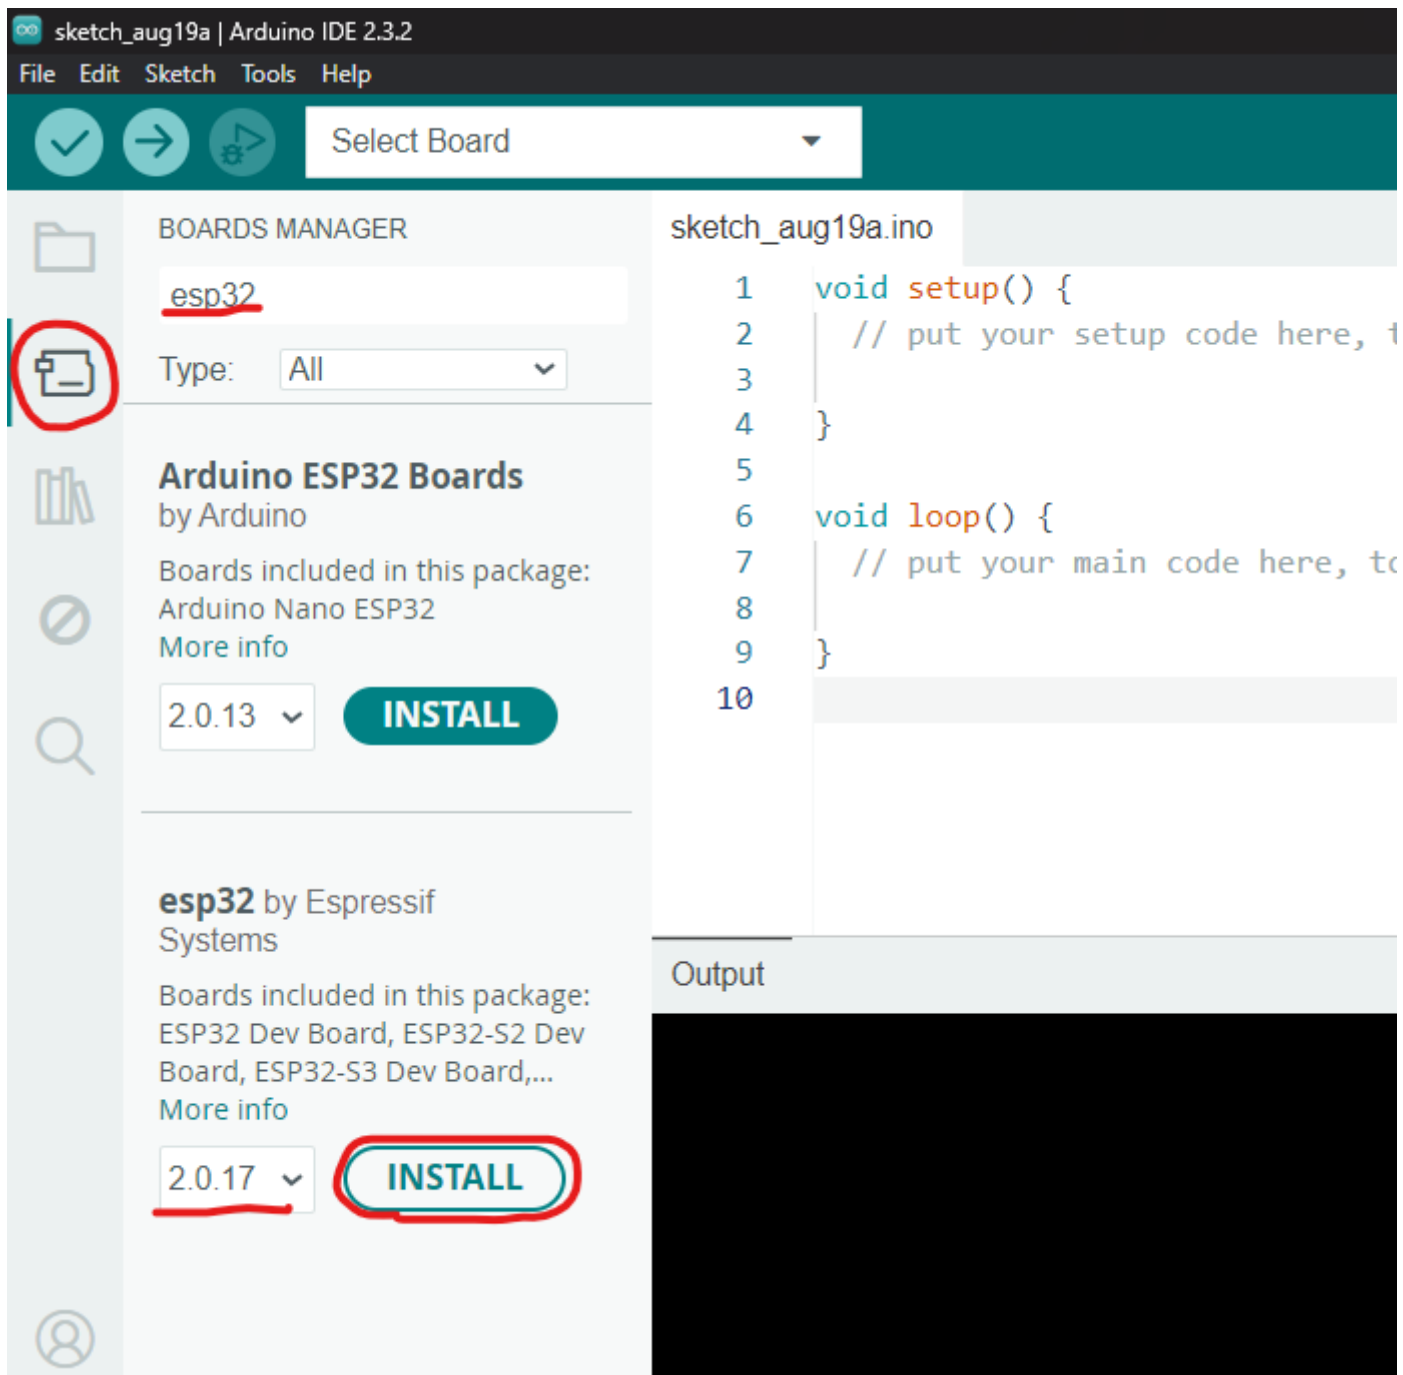 sketch_aug19a | Arduino IDE 2.3.2
File Edit Sketch Tools Help
Select Board
BOARDS MANAGER
esp32
Type: All
Arduino ESP32 Boards
by Arduino
Boards included in this package:
Arduino Nano ESP32
More info
2.0.13 INSTALL
esp32 by Espressif
Systems
Boards included in this package:
ESP32 Dev Board, ESP32-S2 Dev
Board, ESP32-S3 Dev Board,...
More info
2.0.17 INSTALL
sketch_aug19a.ino
1 void setup() {
2 // put your setup code here, t
3
4 }
5
6 void loop() {
7 // put your main code here, to
8
9 }
10
Output